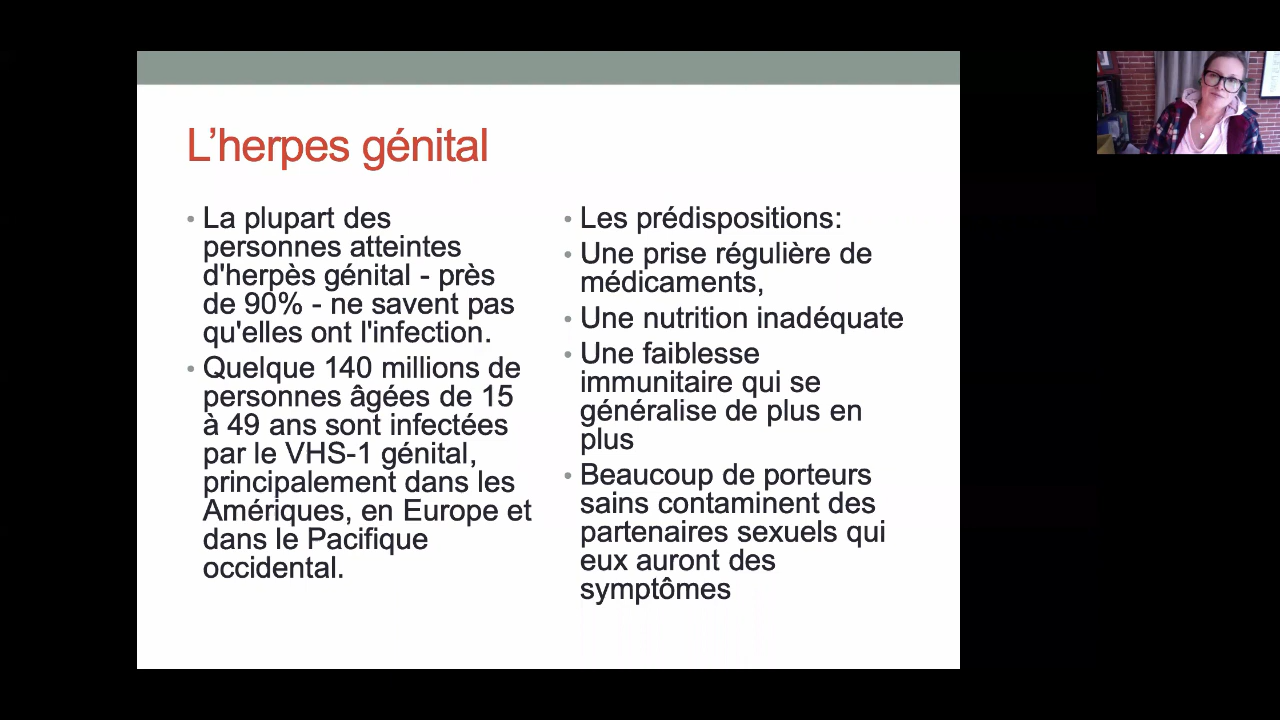 L’herpes génital
• La plupart des
personnes atteintes
d'herpès génital - près
de 90% - ne savent pas
qu'elles ont l'infection.
• Quelque 140 millions de
personnes âgées de 15
à 49 ans sont infectées
par le VHS-1 génital,
principalement dans les
Amériques, en Europe et
dans le Pacifique
occidental.
• Les prédispositions:
• Une prise régulière de
médicaments,
• Une nutrition inadéquate
• Une faiblesse
immunitaire qui se
généralise de plus en
plus
• Beaucoup de porteurs
sains contaminent des
partenaires sexuels qui
eux auront des
symptômes